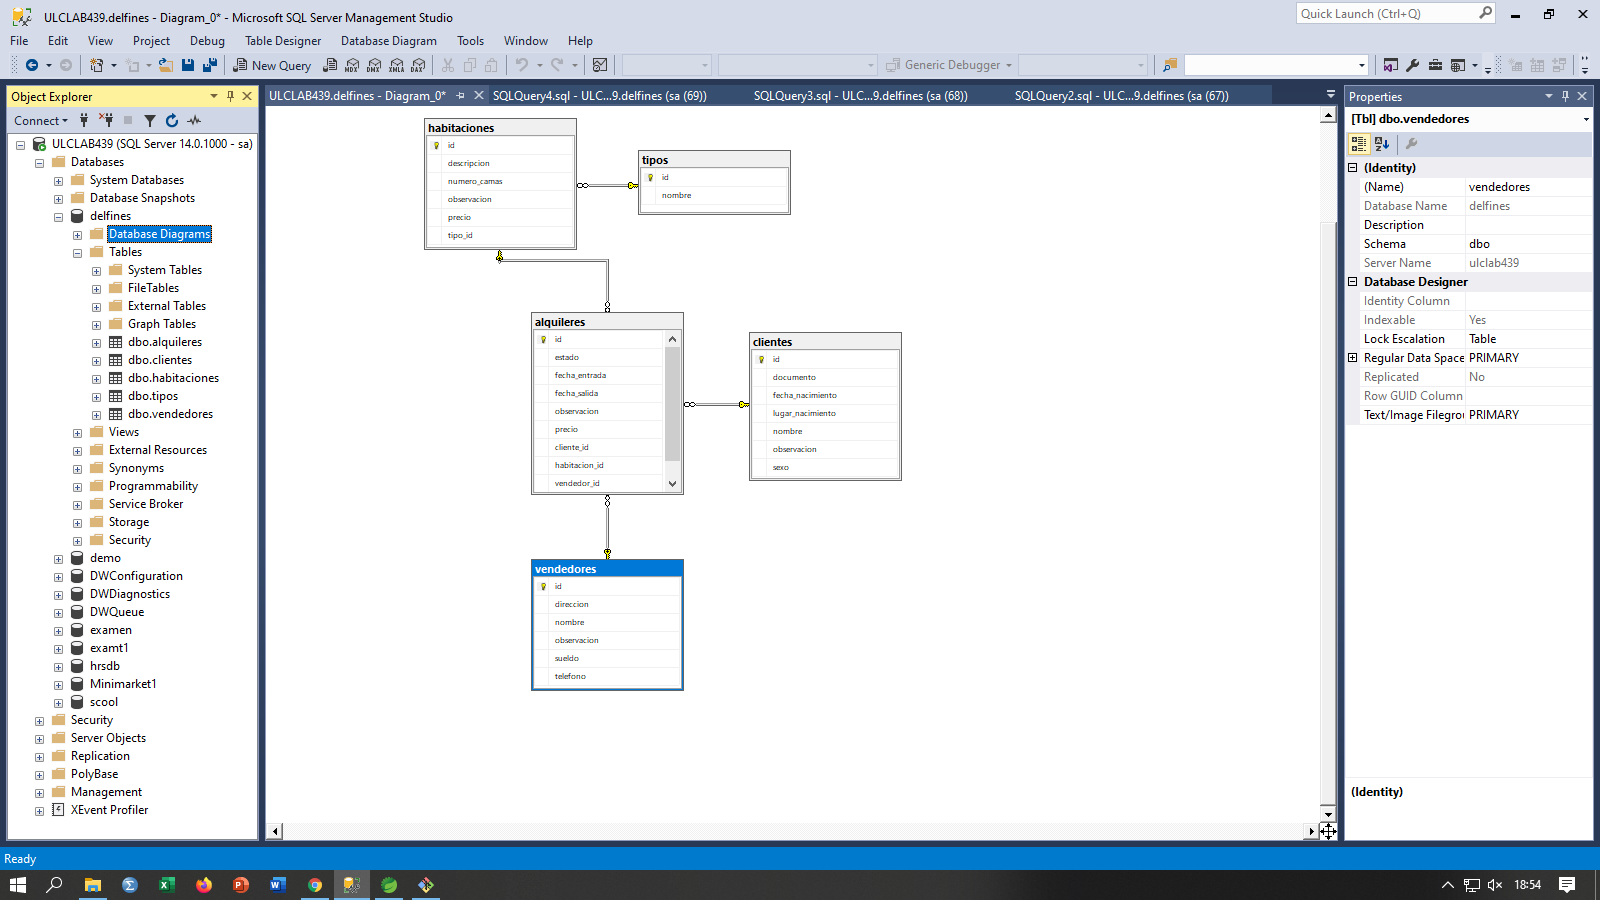 ULCLAB439.delfines - Diagram_0* - Microsoft SQL Server Management Studio
Quick Launch (Ctrl+Q)
File Edit View Project Debug Table Designer Database Diagram Tools Window Help
New Query MDX DMX XMLA DAX Generic Debugger
Object Explorer
Connect
ULCLAB439 (SQL Server 14.0.1000 - sa)
Databases
System Databases
Database Snapshots
delfines
Database Diagrams
Tables
System Tables
FileTables
External Tables
Graph Tables
dbo.alquileres
dbo.clientes
dbo.habitaciones
dbo.tipos
dbo.vendedores
Views
External Resources
Synonyms
Programmability
Service Broker
Storage
Security
demo
DWConfiguration
DWDiagnostics
DWQueue
examen
examt1
hrsdb
Minimarket1
scool
Security
Server Objects
Replication
PolyBase
Management
XEvent Profiler
ULCLAB439.delfines - Diagram_0* SQLQuery4.sql - ULC...9.delfines (sa (69)) SQLQuery3.sql - ULC...9.delfines (sa (68)) SQLQuery2.sql - ULC...9.delfines (sa (67))
habitaciones
id
descripcion
numero_camas
observacion
precio
tipo_id
tipos
id
nombre
alquileres
id
estado
fecha_entrada
fecha_salida
observacion
precio
cliente_id
habitacion_id
vendedor_id
clientes
id
documento
fecha_nacimiento
lugar_nacimiento
nombre
observacion
sexo
vendedores
id
direccion
nombre
observacion
sueldo
telefono
Properties
[Tbl] dbo.vendedores
(Identity)
(Name) vendedores
Database Name delfines
Description
Schema dbo
Server Name ulclab439
Database Designer
Identity Column
Indexable Yes
Lock Escalation Table
Regular Data Space PRIMARY
Replicated No
Row GUID Column
Text/Image Filegrou PRIMARY
(Identity)
Ready
18:54